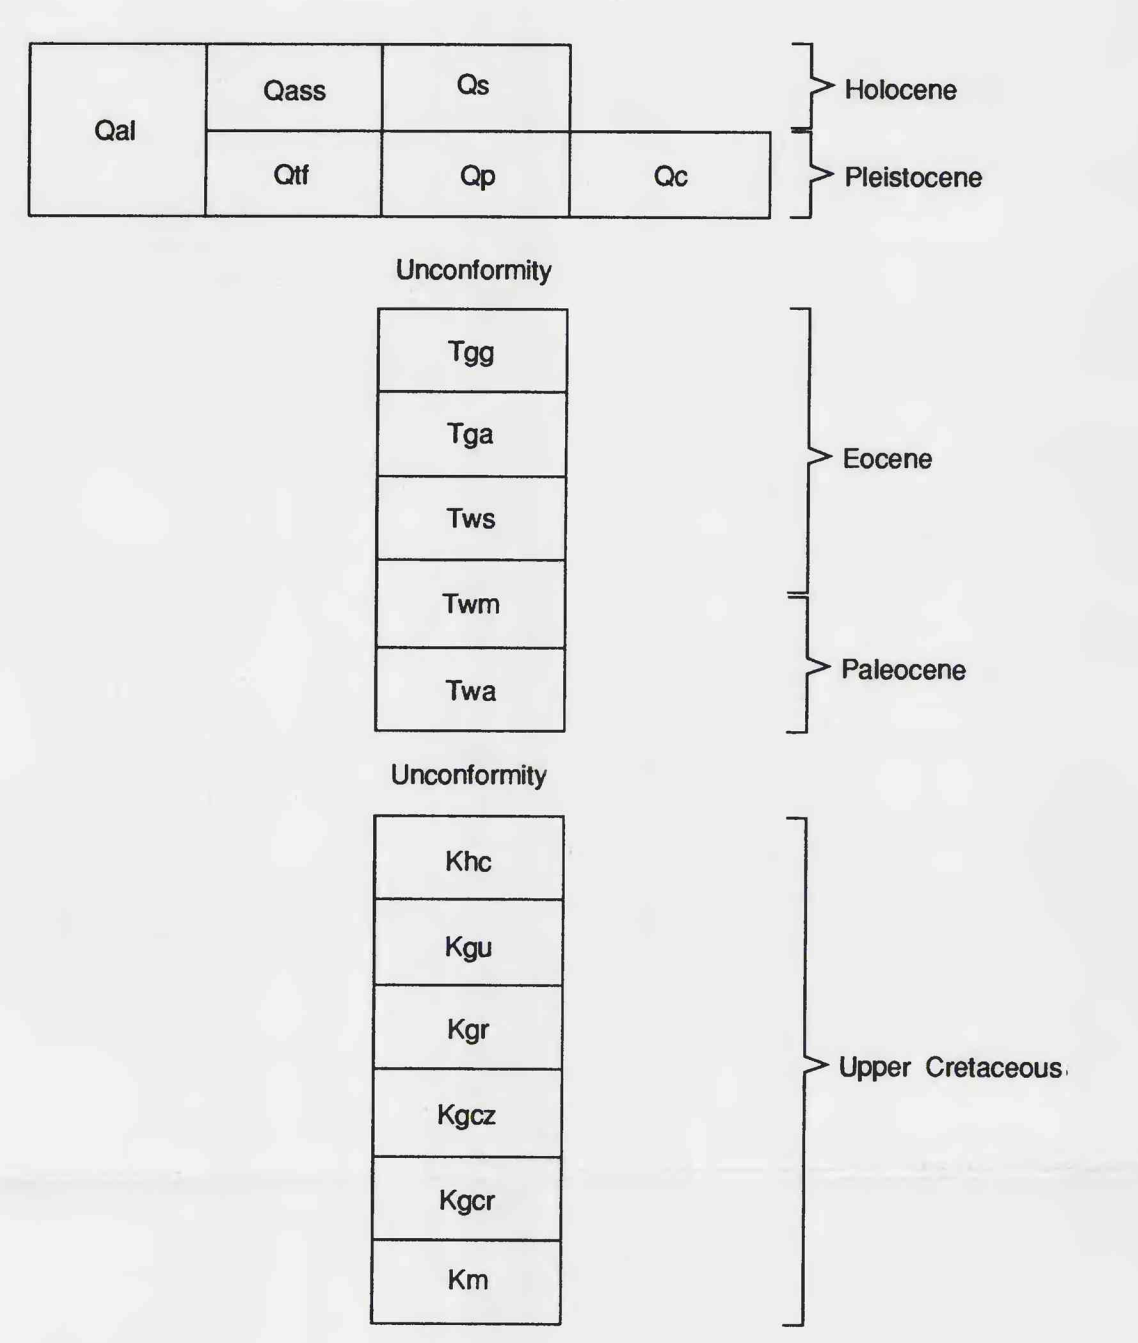 Qal
Qass
Qs
Holocene
Qtf
Qp
Qc
Pleistocene
Unconformity
Tgg
Tga
Eocene
Tws
Twm
Paleocene
Twa
Unconformity
Khc
Kgu
Kgr
Upper Cretaceous
Kgcz
Kgcr
Km